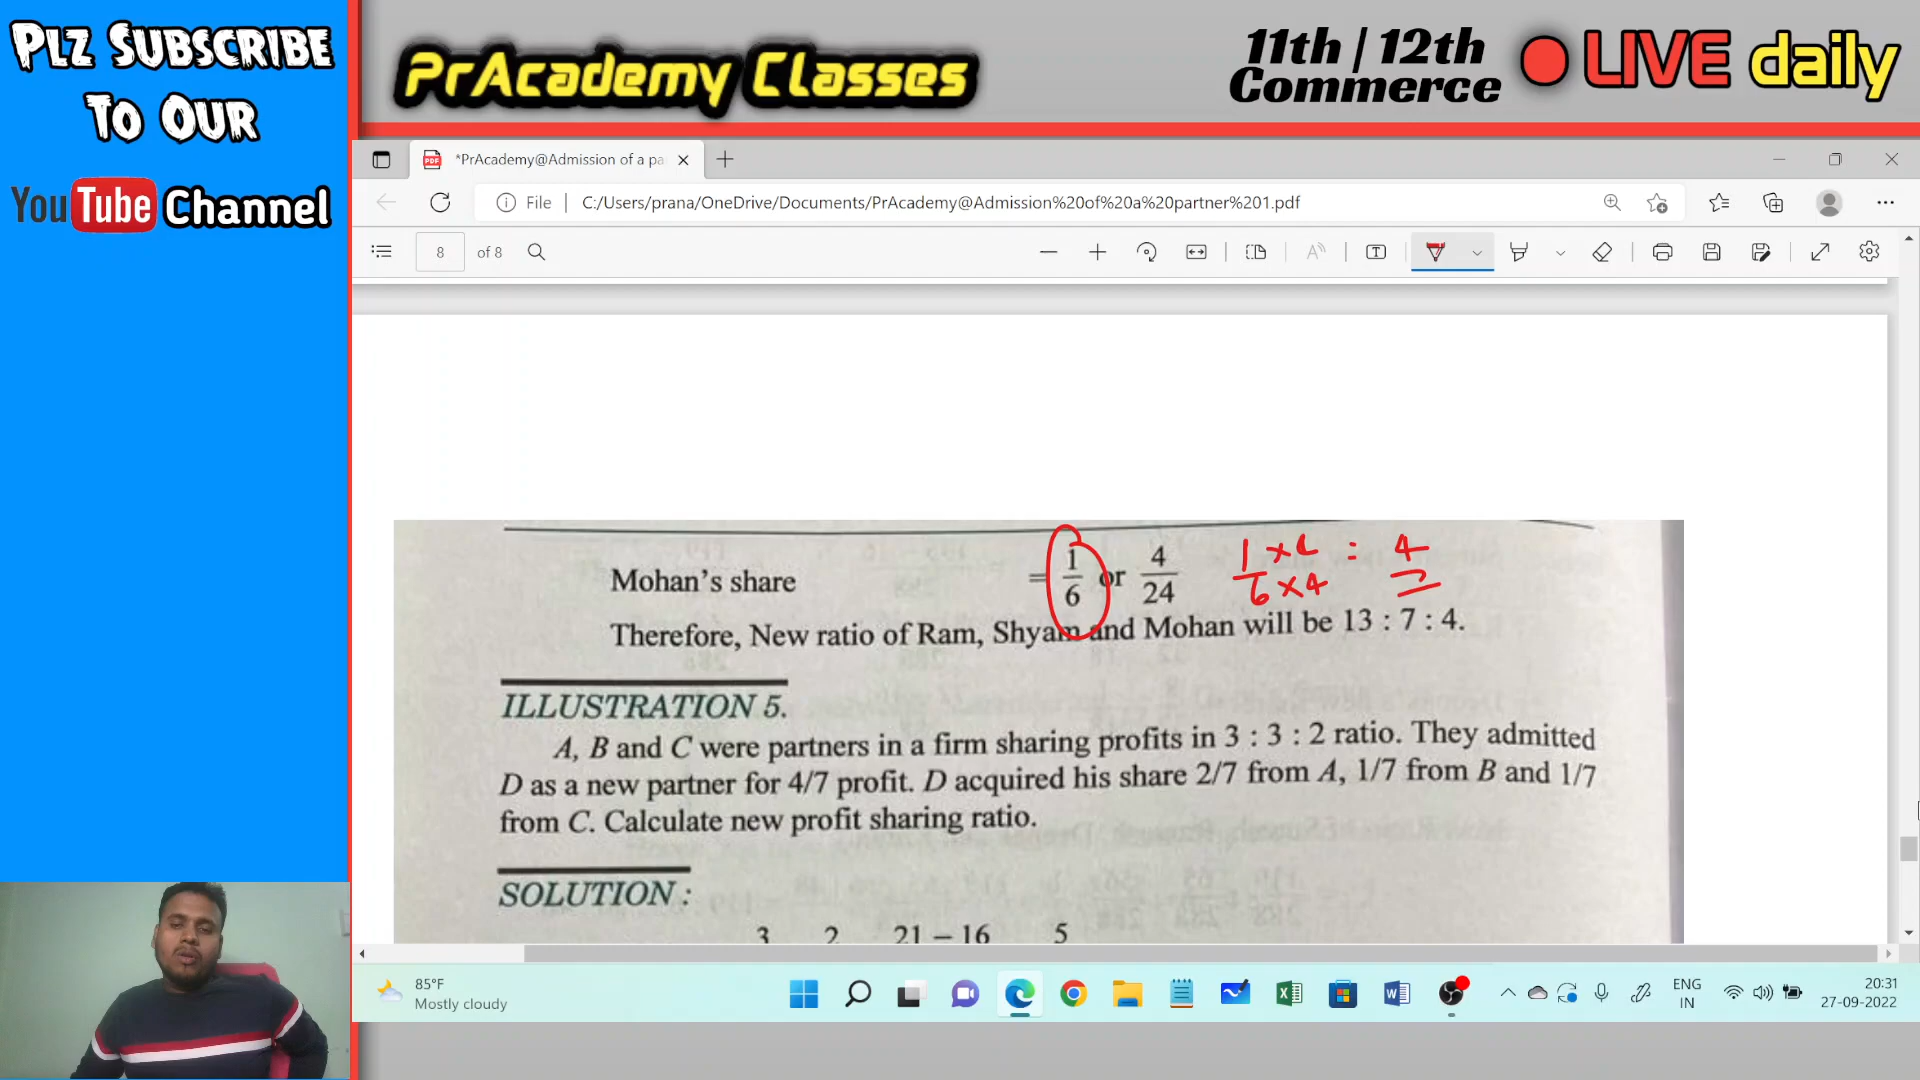 PLZ SUBSCRIBE
TO OUR
YouTube Channel
PrAcademy Classes
11th | 12th
Commerce
LIVE daily
*PrAcademy@Admission of a pa
File
C:/Users/prana/OneDrive/Documents/PrAcademy@Admission%20of%20a%20partner%201.pdf
8 of 8
Mohan's share = 1/6 or 4/24
1/6 × 4 = 4
Therefore, New ratio of Ram, Shyam and Mohan will be 13 : 7 : 4.
ILLUSTRATION 5.
A, B and C were partners in a firm sharing profits in 3 : 3 : 2 ratio. They admitted
D as a new partner for 4/7 profit. D acquired his share 2/7 from A, 1/7 from B and 1/7
from C. Calculate new profit sharing ratio.
SOLUTION :
3 2 21 – 16 5
85°F
Mostly cloudy
ENG
IN
20:31
27-09-2022